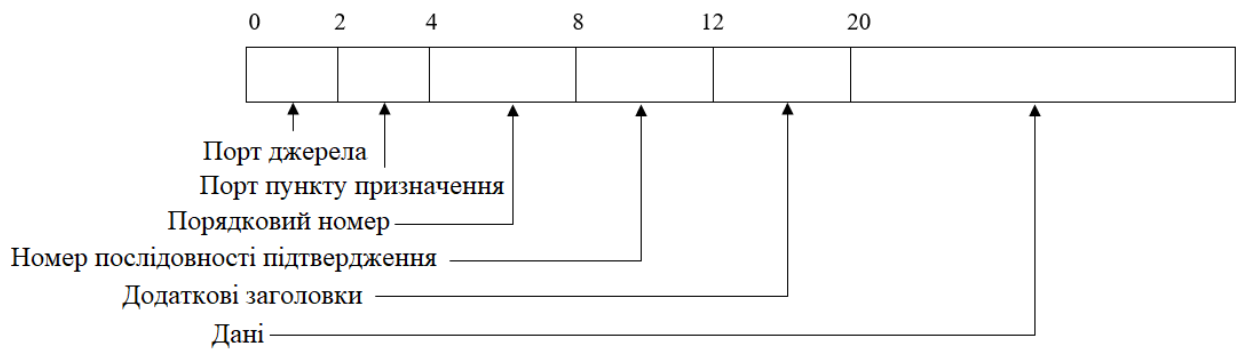 0 2 4 8 12 20
Порт джерела
Порт пункту призначення
Порядковий номер
Номер послідовності підтвердження
Додаткові заголовки
Дані